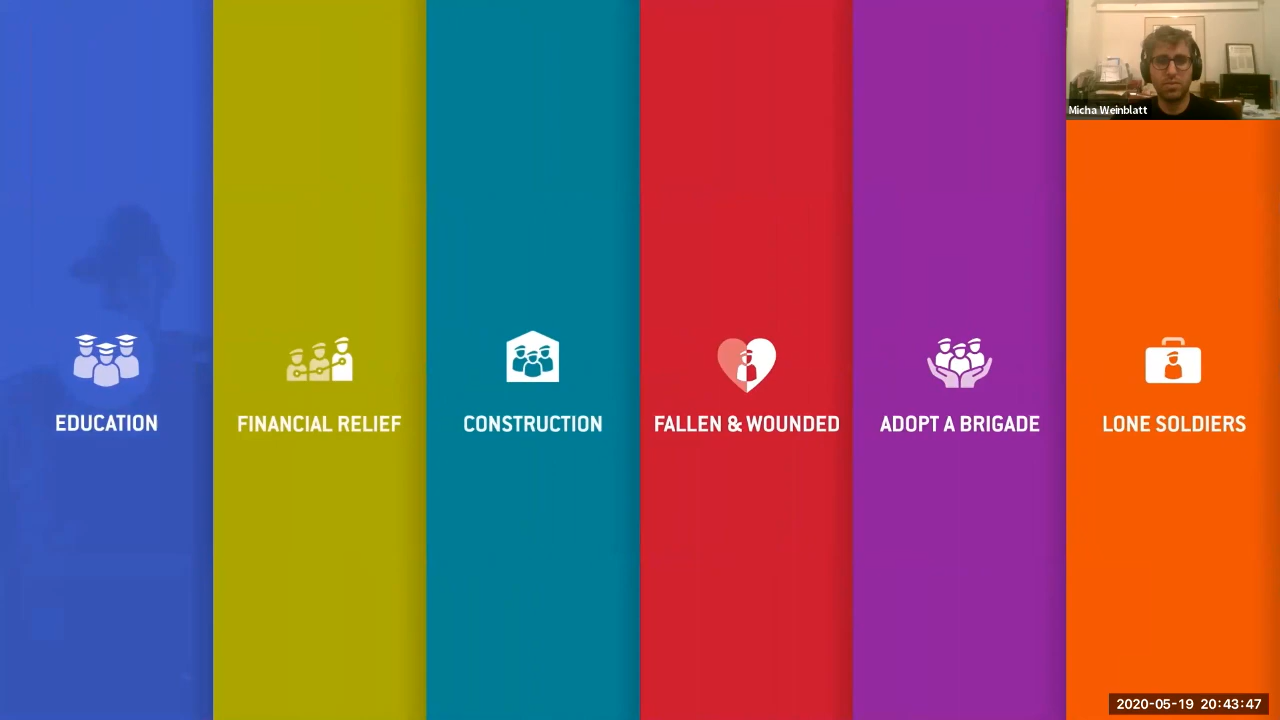 Micha Weinblatt
EDUCATION
FINANCIAL RELIEF
CONSTRUCTION
FALLEN & WOUNDED
ADOPT A BRIGADE
LONE SOLDIERS
2020-05-19 20:43:47